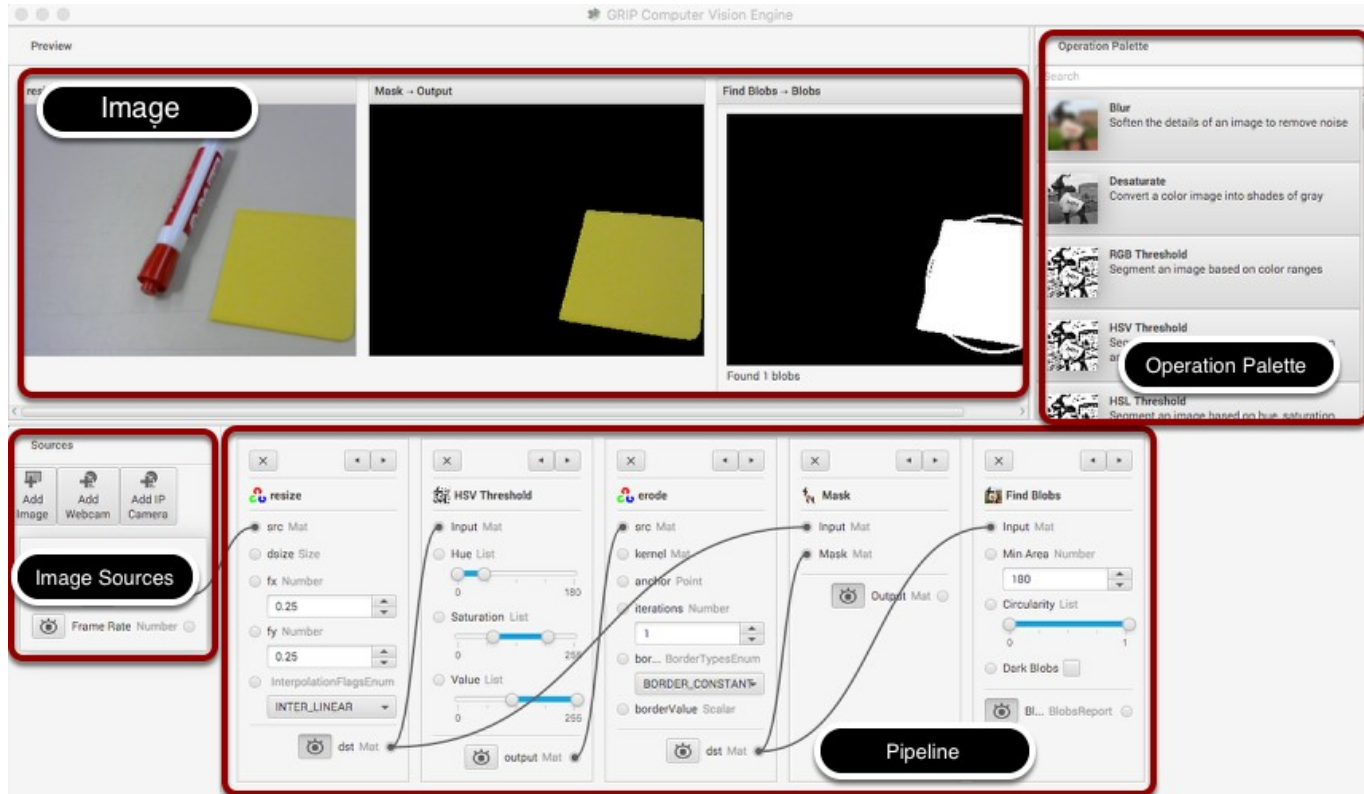 GRIP Computer Vision Engine
Preview
Operation Palette
Image
Mask → Output
Find Blobs → Blobs
Found 1 blobs
Search
Blur
Soften the details of an image to remove noise
Desaturate
Convert a color image into shades of gray
RGB Threshold
Segment an image based on color ranges
HSV Threshold
Operation Palette
HSL Threshold
Segment an image based on hue, saturation
Sources
Add Image
Add Webcam
Add IP Camera
Image Sources
Frame Rate Number
resize
src Mat
dsize Size
fx Number
0.25
fy Number
0.25
InterpolationFlagsEnum
INTER_LINEAR
dst Mat
HSV Threshold
Input Mat
Hue List
0 180
Saturation List
0 255
Value List
0 255
output Mat
erode
src Mat
kernel Mat
anchor Point
iterations Number
1
bor... BorderTypesEnum
BORDER_CONSTANT
borderValue Scalar
dst Mat
Mask
Input Mat
Mask Mat
Output Mat
Find Blobs
Input Mat
Min Area Number
180
Circularity List
0 1
Dark Blobs
Bl... BlobsReport
Pipeline